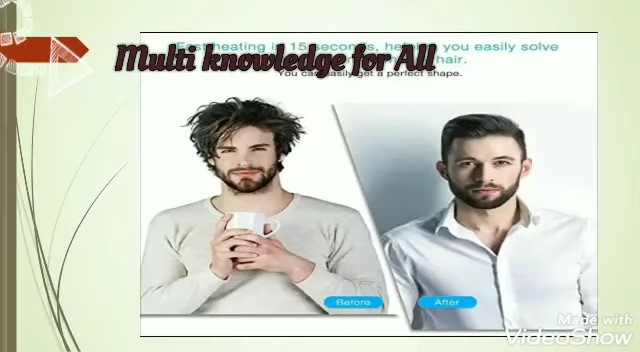 Multi knowledge for All
Fast heating in 15 seconds, helping you easily solve
hair.
You can easily get a perfect shape.
Before
After
Made with
VideoShow